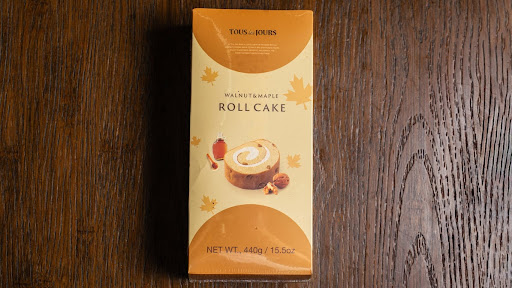 TOUS les JOURS
WALNUT&MAPLE
ROLL CAKE
NET WT, 440g / 15.5oz